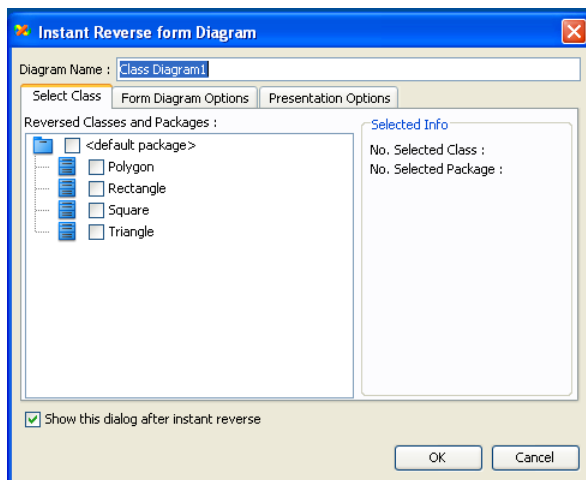 Instant Reverse form Diagram
Diagram Name : Class Diagram1
Select Class Form Diagram Options Presentation Options
Reversed Classes and Packages :
<default package>
Polygon
Rectangle
Square
Triangle
Selected Info
No. Selected Class :
No. Selected Package :
Show this dialog after instant reverse
OK Cancel